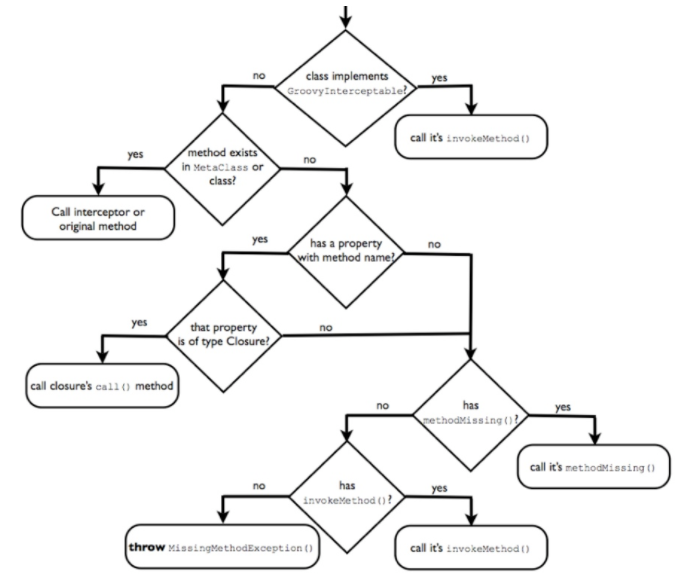 class implements
GroovyInterceptable?
no
yes
call it's invokeMethod()
method exists
in MetaClass or
class?
yes
no
Call interceptor or
original method
has a property
with method name?
yes
no
that property
is of type Closure?
yes
no
call closure's call() method
has
methodMissing()?
no
yes
call it's methodMissing()
has
invokeMethod()?
no
yes
throw MissingMethodException()
call it's invokeMethod()